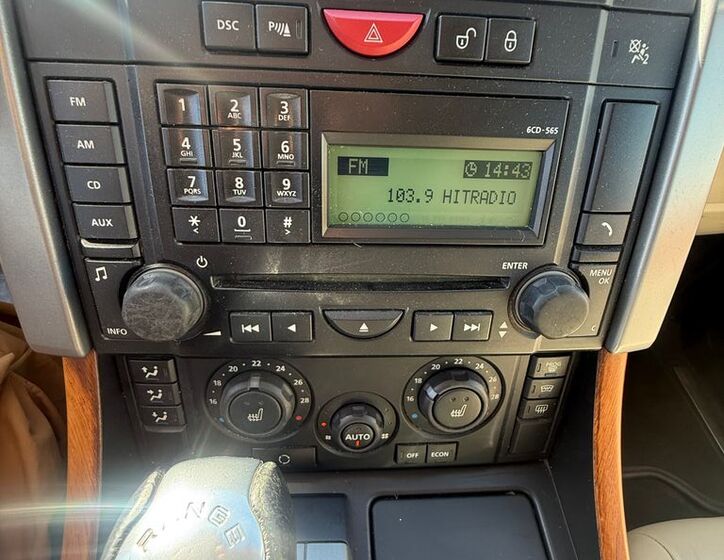 DSC P
FM
1
2 ABC
3 DEF
6CD-565
AM
4 GHI
5 JKL
6 MNO
FM 14:43
CD
7 PQRS
8 TUV
9 WXYZ
103.9 HITRADIO
AUX
* <
0
# >
ENTER
MENU
OK
INFO
C
16 18 20 22 24 26 28
16 18 20 22 24 26 28
PROG
AUTO
OFF ECON
RANGE
2